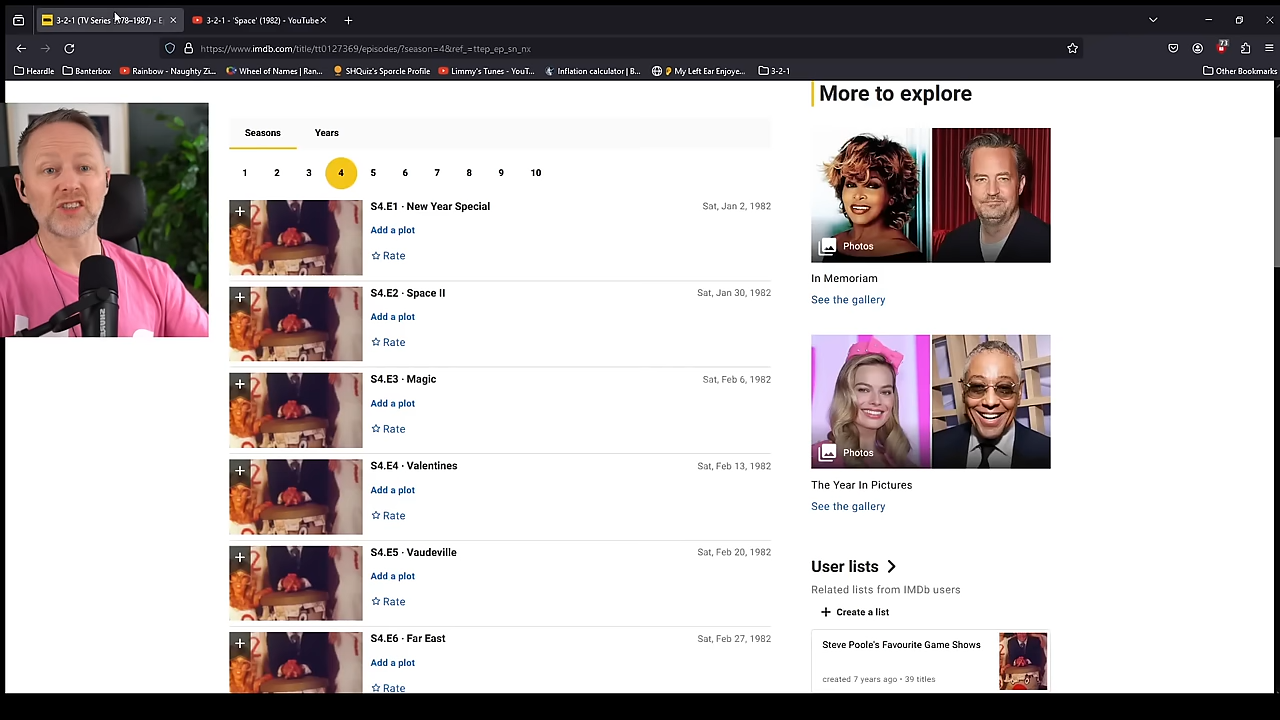 3-2-1 (TV Series 1978–1987) - E
3-2-1 - 'Space' (1982) - YouTube
https://www.imdb.com/title/tt0127369/episodes/?season=4&ref_=ttep_ep_sn_nx
73
Heardle
Banterbox
Rainbow - Naughty Zi...
Wheel of Names | Ran...
SHQuiz's Sporcle Profile
Limmy's Tunes - YouT...
Inflation calculator | B...
My Left Ear Enjoye...
3-2-1
Other Bookmarks
Seasons
Years
1 2 3 4 5 6 7 8 9 10
S4.E1 · New Year Special
Sat, Jan 2, 1982
Add a plot
Rate
S4.E2 · Space II
Sat, Jan 30, 1982
Add a plot
Rate
S4.E3 · Magic
Sat, Feb 6, 1982
Add a plot
Rate
S4.E4 · Valentines
Sat, Feb 13, 1982
Add a plot
Rate
S4.E5 · Vaudeville
Sat, Feb 20, 1982
Add a plot
Rate
S4.E6 · Far East
Sat, Feb 27, 1982
Add a plot
Rate
More to explore
Photos
In Memoriam
See the gallery
Photos
The Year In Pictures
See the gallery
User lists
Related lists from IMDb users
Create a list
Steve Poole's Favourite Game Shows
created 7 years ago • 39 titles